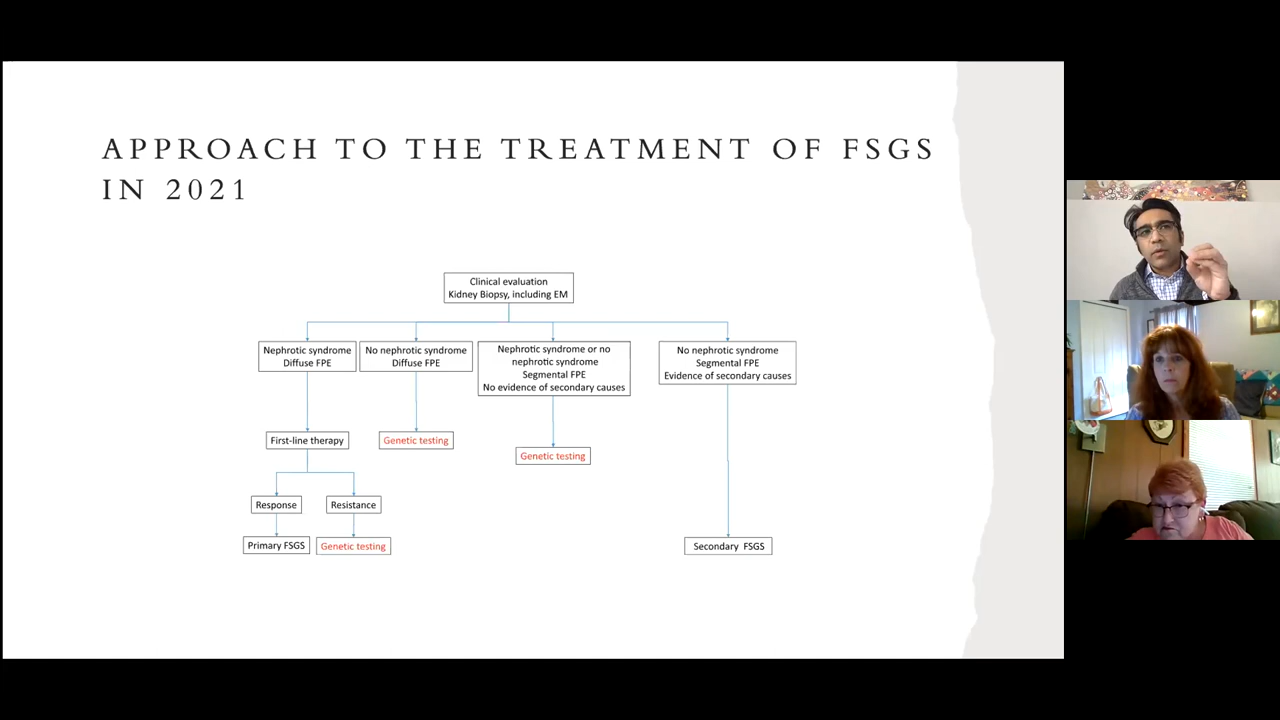 APPROACH TO THE TREATMENT OF FSGS
IN 2021
Clinical evaluation
Kidney Biopsy, including EM
Nephrotic syndrome
Diffuse FPE
No nephrotic syndrome
Diffuse FPE
Nephrotic syndrome or no
nephrotic syndrome
Segmental FPE
No evidence of secondary causes
No nephrotic syndrome
Segmental FPE
Evidence of secondary causes
First-line therapy
Genetic testing
Genetic testing
Response
Resistance
Primary FSGS
Genetic testing
Secondary FSGS